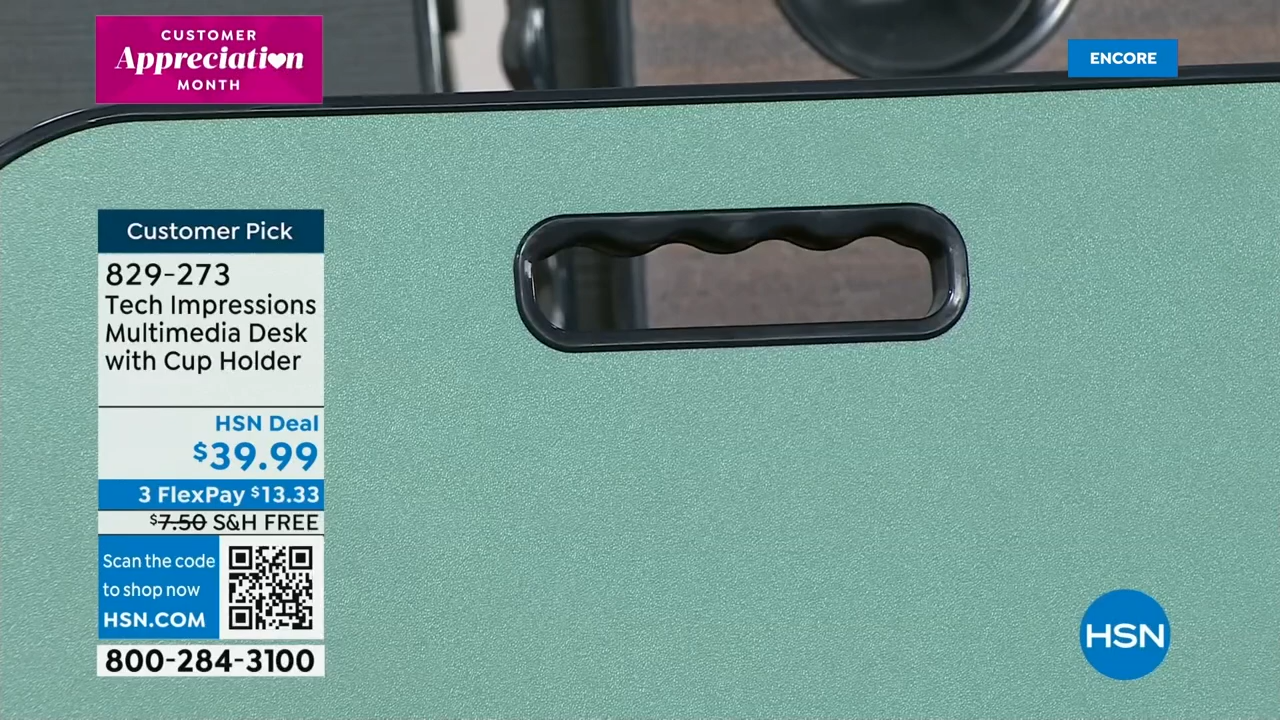 CUSTOMER
Appreciation
MONTH
ENCORE
Customer Pick
829-273
Tech Impressions
Multimedia Desk
with Cup Holder
HSN Deal
$39.99
3 FlexPay $13.33
$7.50 S&H FREE
Scan the code
to shop now
HSN.COM
800-284-3100
HSN